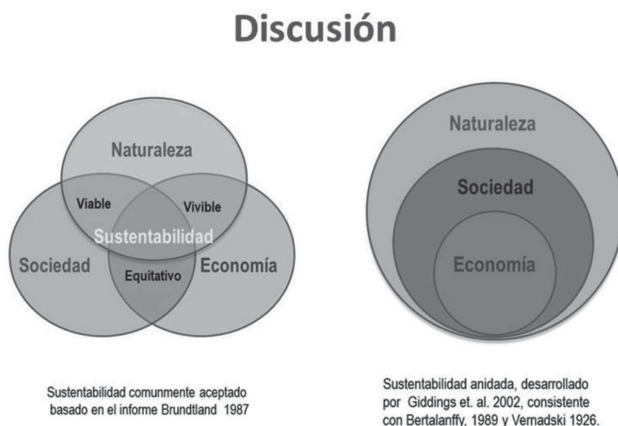 Discusión
Naturaleza
Viable
Vivible
Sustentabilidad
Sociedad
Economía
Equitativo
Sustentabilidad comunmente aceptado
basado en el informe Brundtland 1987
Naturaleza
Sociedad
Economía
Sustentabilidad anidada, desarrollado
por Giddings et. al. 2002, consistente
con Bertalanffy, 1989 y Vernadski 1926.